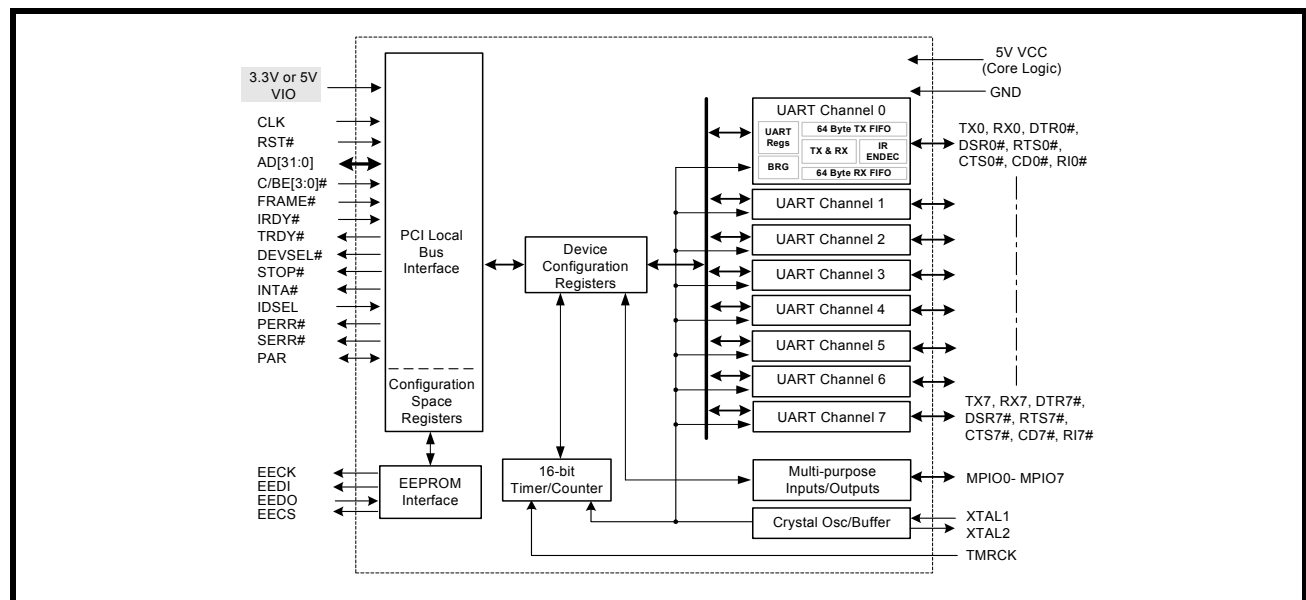 3.3V or 5V
VIO
CLK
RST#
AD[31:0]
C/BE[3:0]#
FRAME#
IRDY#
TRDY#
DEVSEL#
STOP#
INTA#
IDSEL
PERR#
SERR#
PAR
EECK
EEDI
EEDO
EECS
PCI Local
Bus
Interface
Configuration
Space
Registers
EEPROM
Interface
Device
Configuration
Registers
16-bit
Timer/Counter
UART Channel 0
UART
Regs
BRG
64 Byte TX FIFO
TX & RX
IR
ENDEC
64 Byte RX FIFO
UART Channel 1
UART Channel 2
UART Channel 3
UART Channel 4
UART Channel 5
UART Channel 6
UART Channel 7
Multi-purpose
Inputs/Outputs
Crystal Osc/Buffer
5V VCC
(Core Logic)
GND
TX0, RX0, DTR0#,
DSR0#, RTS0#,
CTS0#, CD0#, RI0#
TX7, RX7, DTR7#,
DSR7#, RTS7#,
CTS7#, CD7#, RI7#
MPIO0- MPIO7
XTAL1
XTAL2
TMRCK